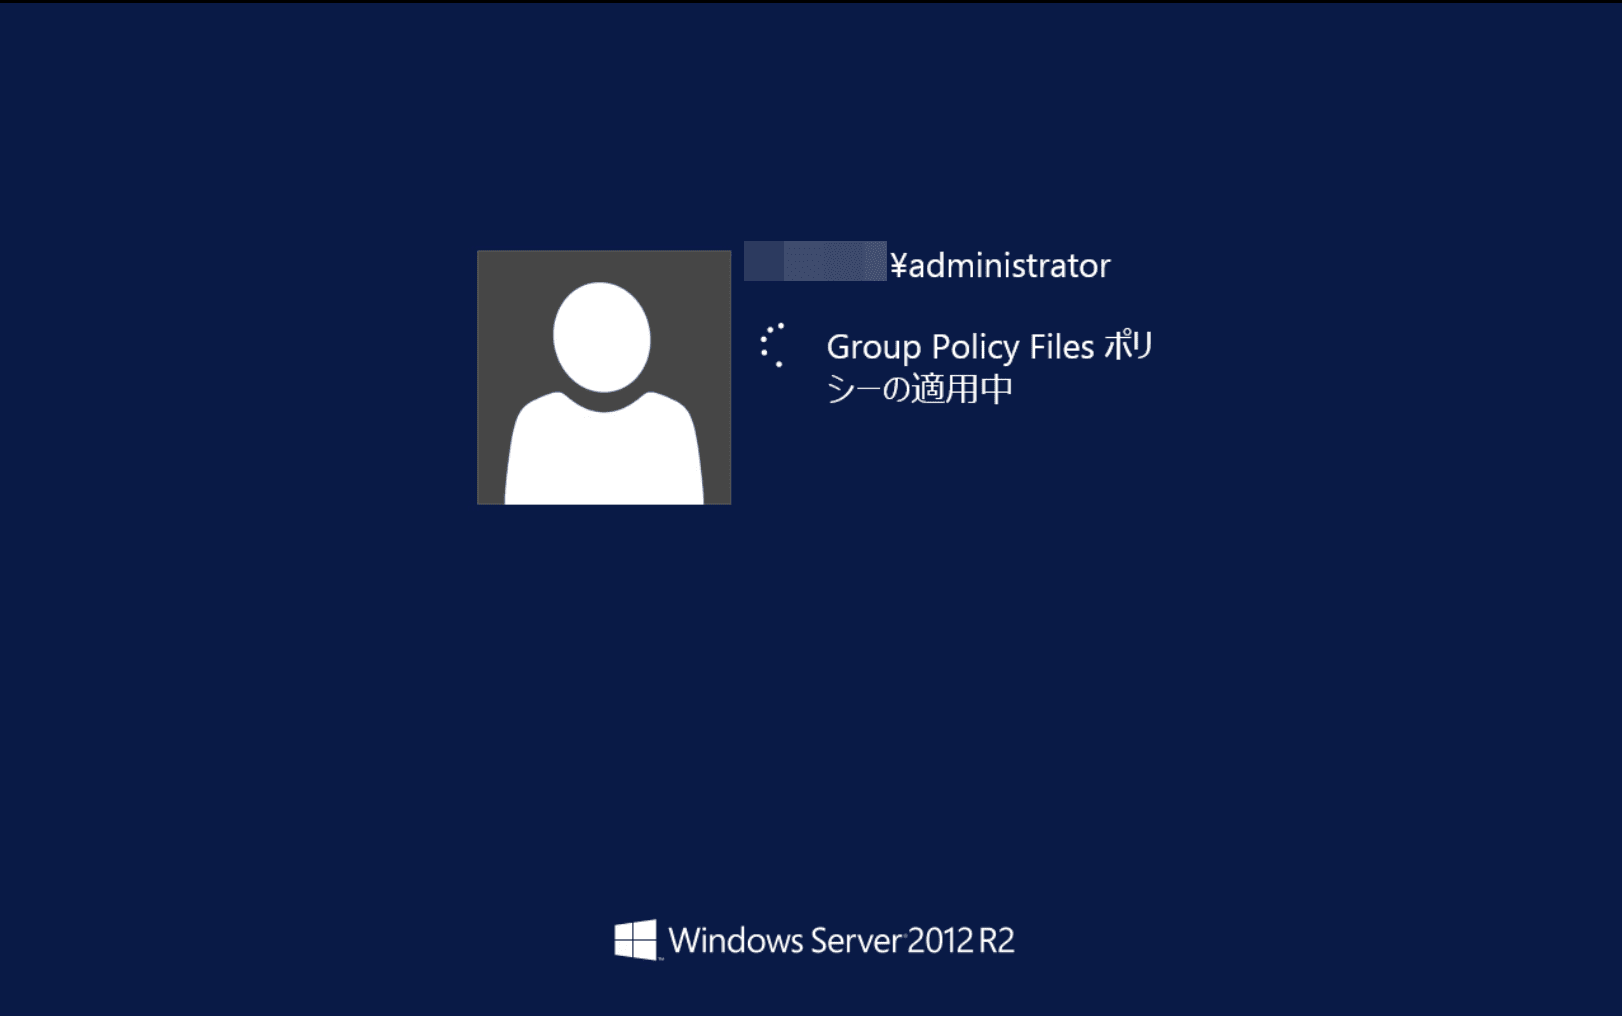 ¥administrator
Group Policy Files ポリ
シーの適用中
Windows Server 2012 R2